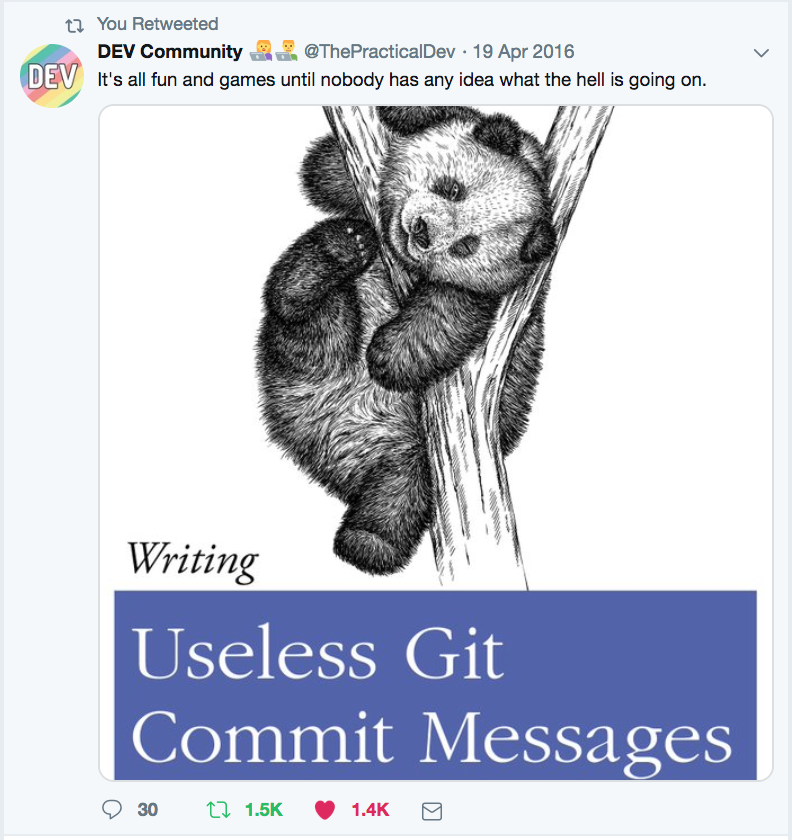 You Retweeted
DEV Community 👩‍💻👨‍💻 @ThePracticalDev · 19 Apr 2016
DEV
It's all fun and games until nobody has any idea what the hell is going on.
Writing
Useless Git
Commit Messages
30 1.5K 1.4K